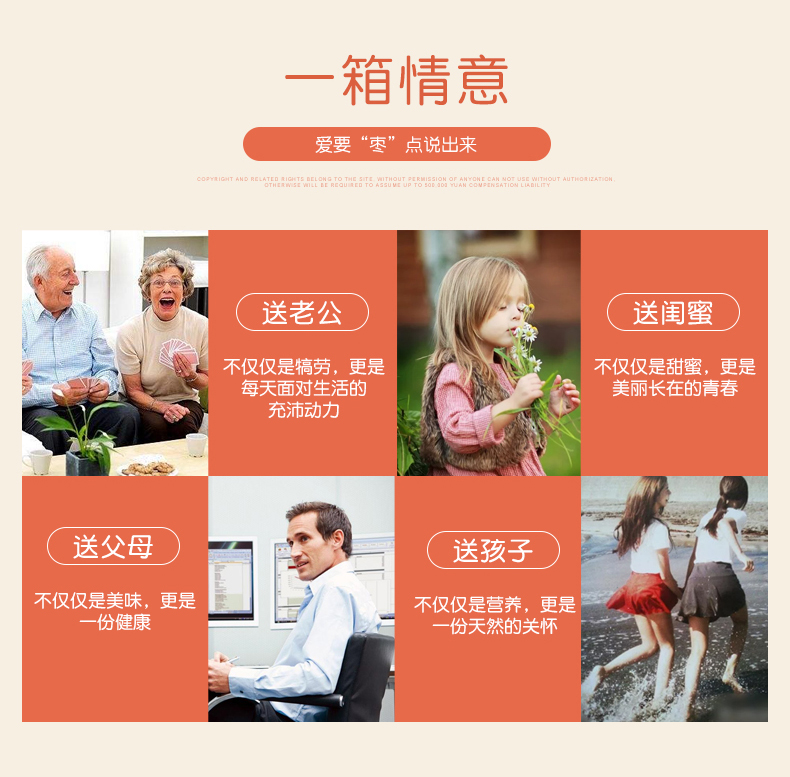 一箱情意
爱要“枣”点说出来
COPYRIGHT AND RELATED RIGHTS BELONG TO THE SITE. WITHOUT PERMISSION OF ANYONE CAN NOT USE WITHOUT AUTHORIZATION,
OTHERWISE WILL BE REQUIRED TO ASSUME UP TO 500,000 YUAN COMPENSATION LIABILITY
送老公
不仅仅是犒劳，更是
每天面对生活的
充沛动力
送闺蜜
不仅仅是甜蜜，更是
美丽长在的青春
送父母
不仅仅是美味，更是
一份健康
送孩子
不仅仅是营养，更是
一份天然的关怀